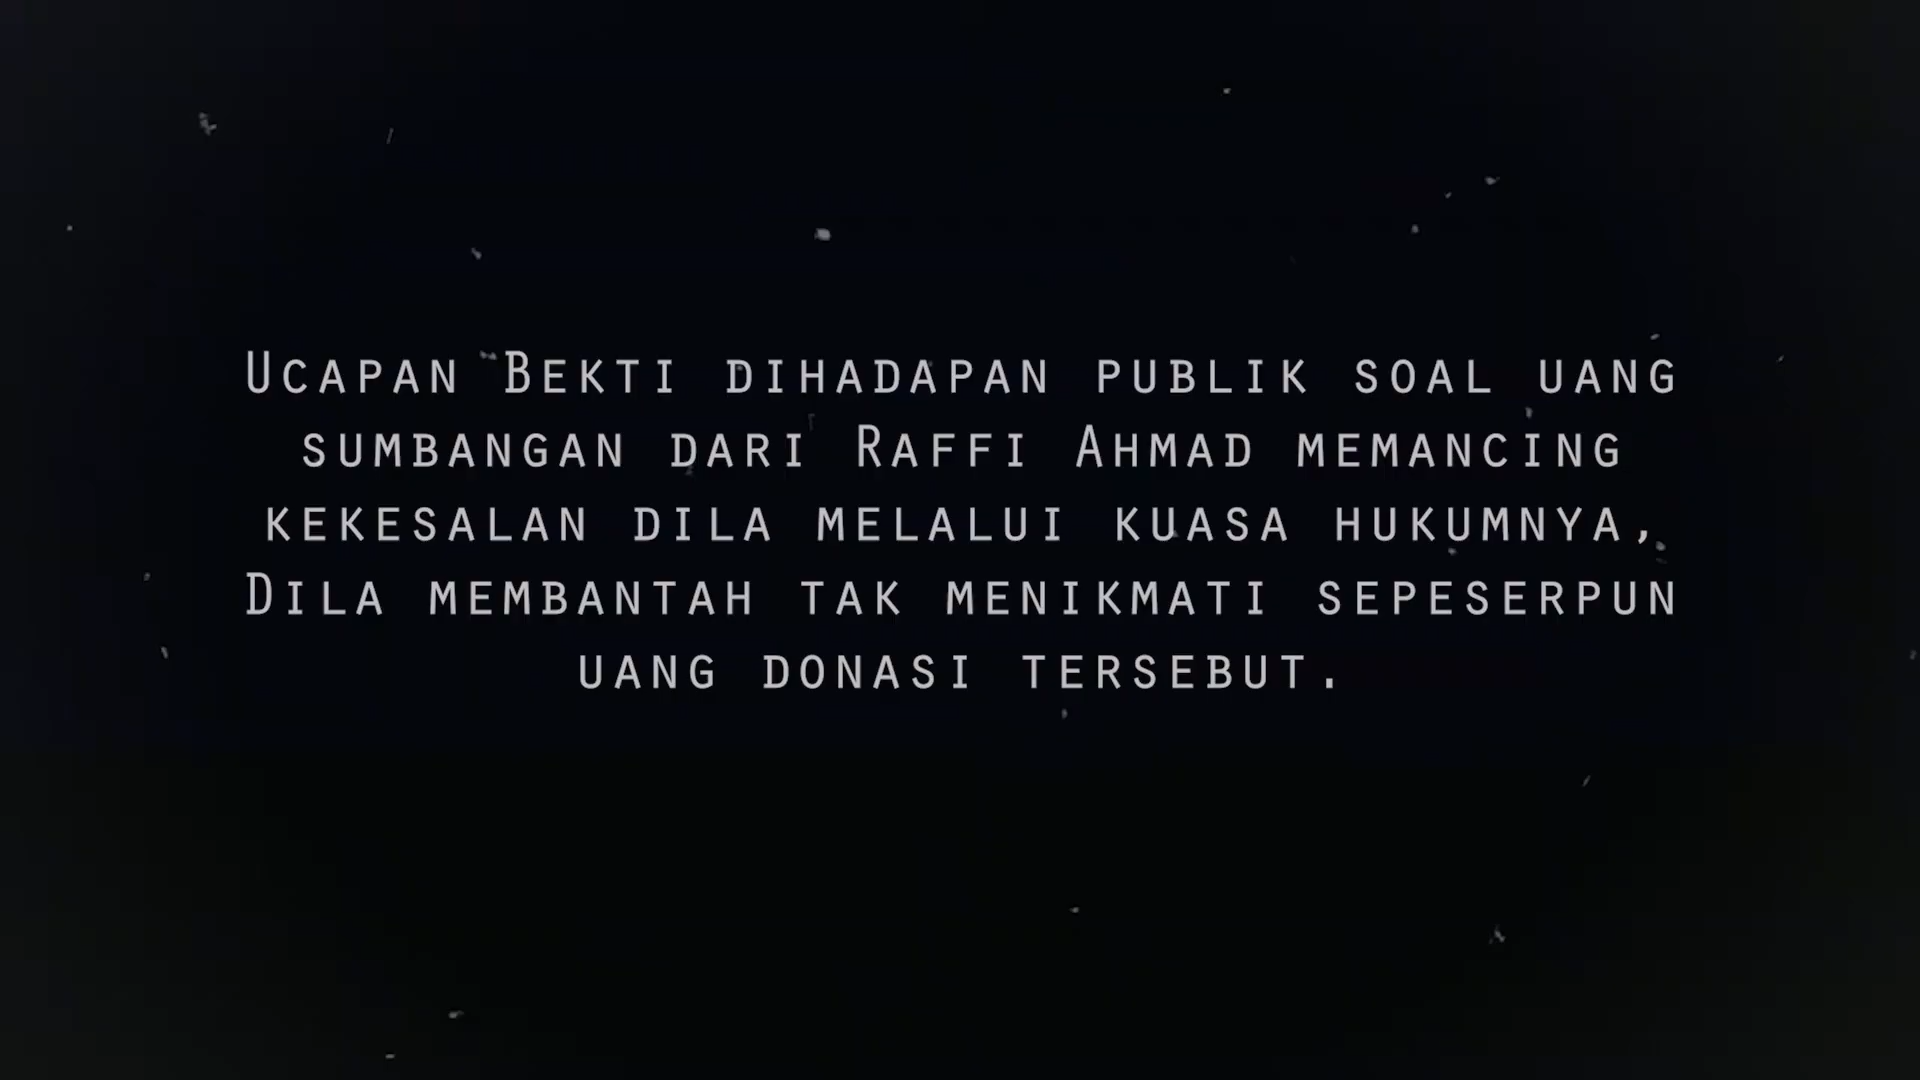 Ucapan Bekti dihadapan publik soal uang
sumbangan dari Raffi Ahmad memancing
kekesalan dila melalui kuasa hukumnya,
Dila membantah tak menikmati sepeserpun
uang donasi tersebut.